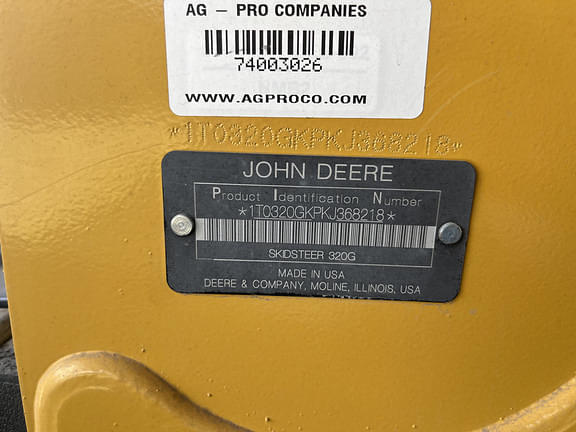 AG – PRO COMPANIES
74003026
WWW.AGPROCO.COM
*1T0320GKPKJ368218*
JOHN DEERE
Product Identification Number
*1T0320GKPKJ368218*
SKIDSTEER 320G
MADE IN USA
DEERE & COMPANY, MOLINE, ILLINOIS, USA